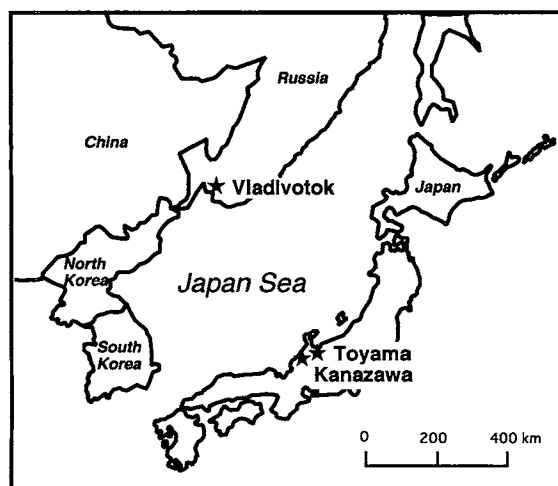 Russia
China
Vladivotok
Japan
North
Korea
Japan Sea
South
Korea
Toyama
Kanazawa
0 200 400 km